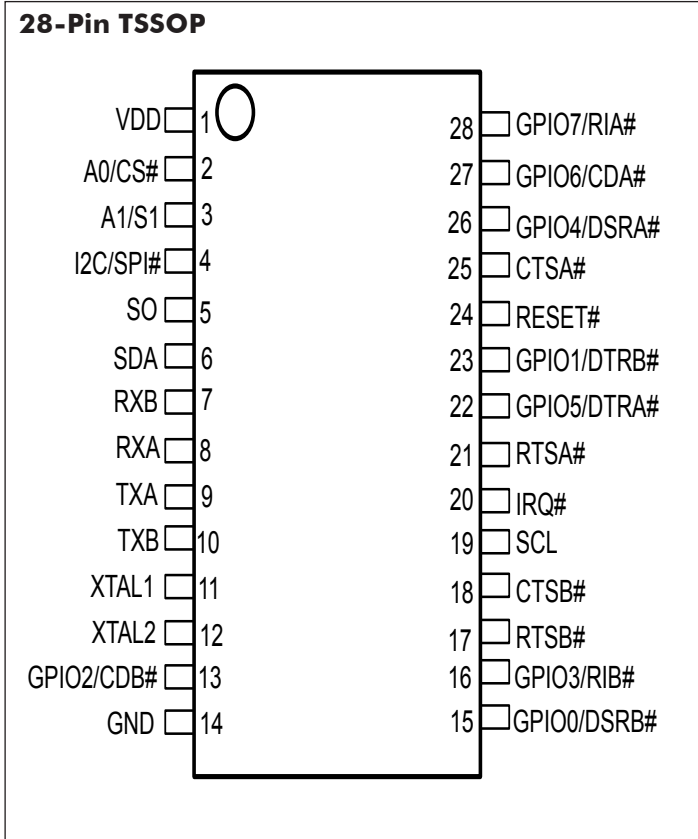 28-Pin TSSOP
VDD 1
A0/CS# 2
A1/S1 3
I2C/SPI# 4
SO 5
SDA 6
RXB 7
RXA 8
TXA 9
TXB 10
XTAL1 11
XTAL2 12
GPIO2/CDB# 13
GND 14
28 GPIO7/RIA#
27 GPIO6/CDA#
26 GPIO4/DSRA#
25 CTSA#
24 RESET#
23 GPIO1/DTRB#
22 GPIO5/DTRA#
21 RTSA#
20 IRQ#
19 SCL
18 CTSB#
17 RTSB#
16 GPIO3/RIB#
15 GPIO0/DSRB#